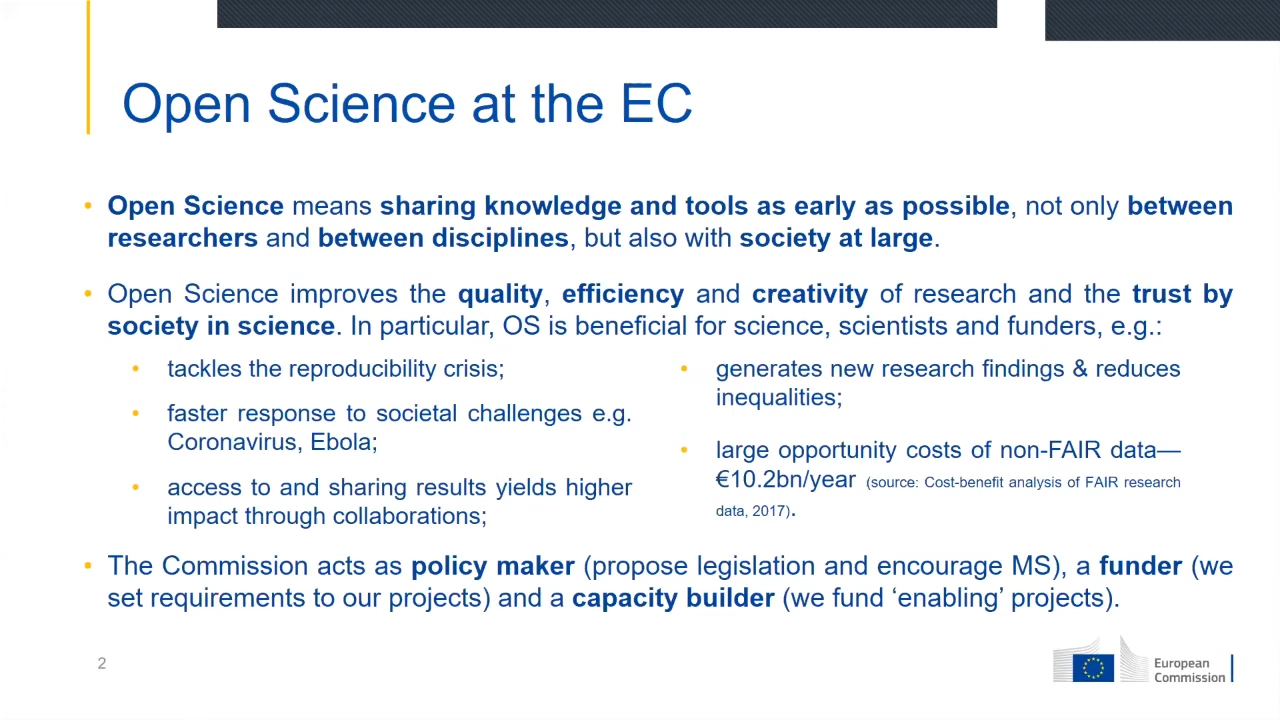 Open Science at the EC
• Open Science means sharing knowledge and tools as early as possible, not only between
researchers and between disciplines, but also with society at large.
• Open Science improves the quality, efficiency and creativity of research and the trust by
society in science. In particular, OS is beneficial for science, scientists and funders, e.g.:
• tackles the reproducibility crisis;
• faster response to societal challenges e.g.
Coronavirus, Ebola;
• access to and sharing results yields higher
impact through collaborations;
• generates new research findings & reduces
inequalities;
• large opportunity costs of non-FAIR data—
€10.2bn/year (source: Cost-benefit analysis of FAIR research
data, 2017).
• The Commission acts as policy maker (propose legislation and encourage MS), a funder (we
set requirements to our projects) and a capacity builder (we fund ‘enabling’ projects).
2
European
Commission